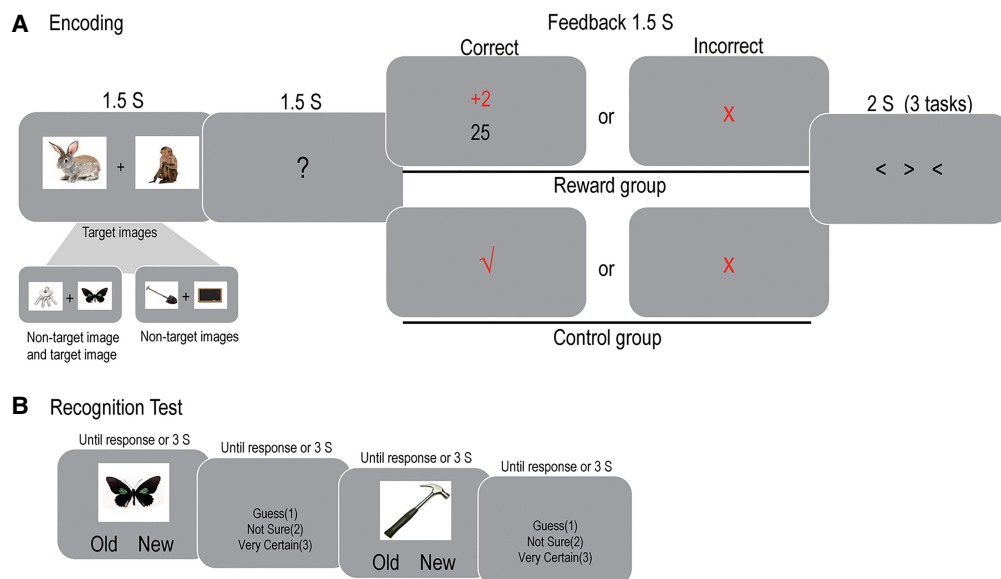 A Encoding
Feedback 1.5 S
Correct
Incorrect
1.5 S
1.5 S
2 S (3 tasks)
+
?
+2
25
or
X
< > <
Reward group
Target images
+
+
Non-target image
and target image
Non-target images
√
or
X
Control group
B Recognition Test
Until response or 3 S
Until response or 3 S
Until response or 3 S
Until response or 3 S
Old New
Guess(1)
Not Sure(2)
Very Certain(3)
Old New
Guess(1)
Not Sure(2)
Very Certain(3)